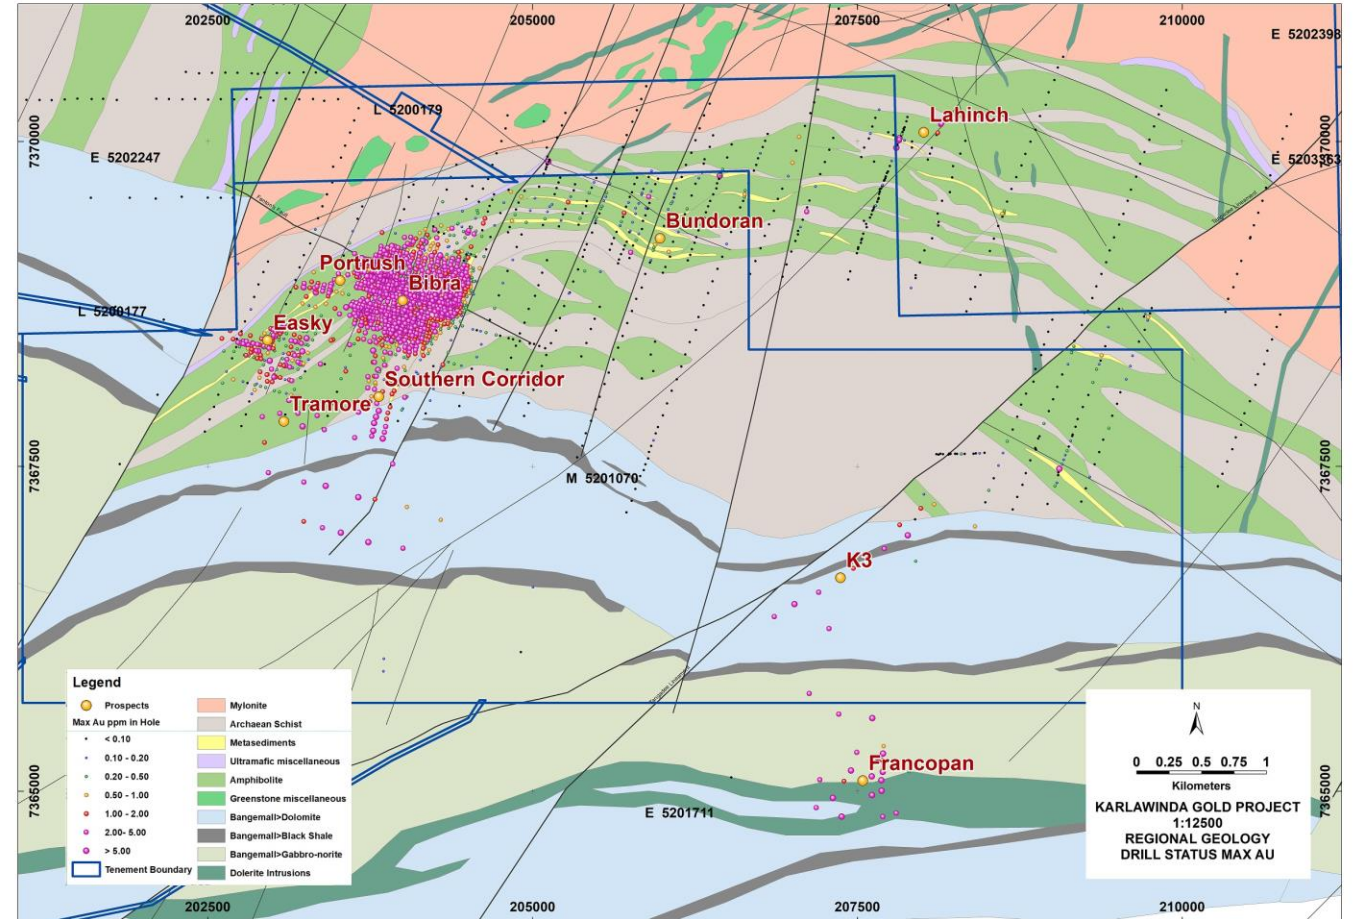 202500
205000
207500
210000
E 5202398
L 5200179
Lahinch
7370000
7370000
E 5202247
E 5203363
Fortnum Fault
Bundoran
Portrush
Bibra
L 5200177
Easky
Southern Corridor
Tramore
7367500
M 5201070
7367500
K3
Legend
Prospects
Max Au ppm in Hole
< 0.10
0.10 - 0.20
0.20 - 0.50
0.50 - 1.00
1.00 - 2.00
2.00- 5.00
> 5.00
Tenement Boundary
Mylonite
Archaean Schist
Metasediments
Ultramafic miscellaneous
Amphibolite
Greenstone miscellaneous
Bangemall>Dolomite
Bangemall>Black Shale
Bangemall>Gabbro-norite
Dolerite Intrusions
N
0 0.25 0.5 0.75 1
Kilometers
KARLAWINDA GOLD PROJECT
1:12500
REGIONAL GEOLOGY
DRILL STATUS MAX AU
Francopan
7365000
7365000
E 5201711
202500
205000
207500
210000